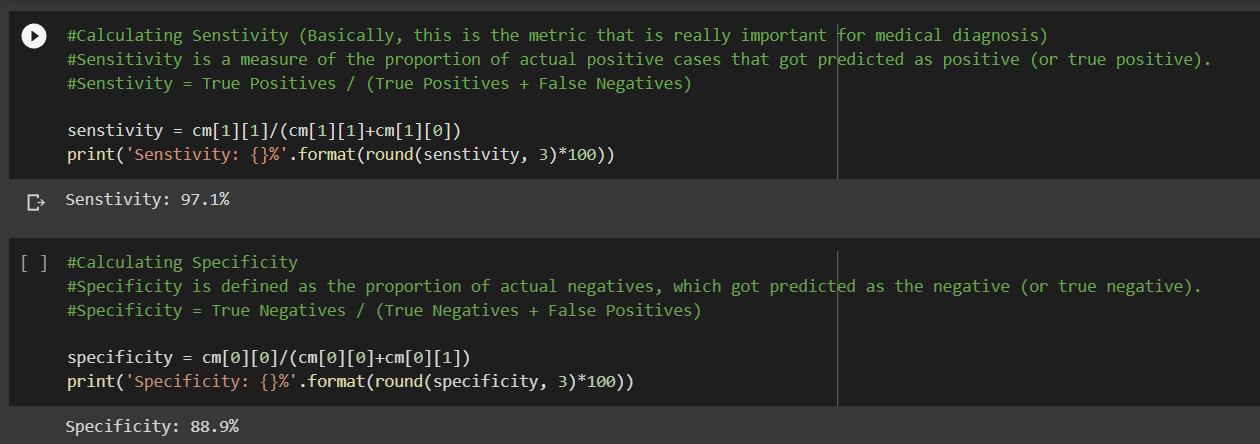 #Calculating Senstivity (Basically, this is the metric that is really important for medical diagnosis)
#Sensitivity is a measure of the proportion of actual positive cases that got predicted as positive (or true positive).
#Senstivity = True Positives / (True Positives + False Negatives)
senstivity = cm[1][1]/(cm[1][1]+cm[1][0])
print('Senstivity: {}%'.format(round(senstivity, 3)*100))
Senstivity: 97.1%
[ ] #Calculating Specificity
#Specificity is defined as the proportion of actual negatives, which got predicted as the negative (or true negative).
#Specificity = True Negatives / (True Negatives + False Positives)
specificity = cm[0][0]/(cm[0][0]+cm[0][1])
print('Specificity: {}%'.format(round(specificity, 3)*100))
Specificity: 88.9%